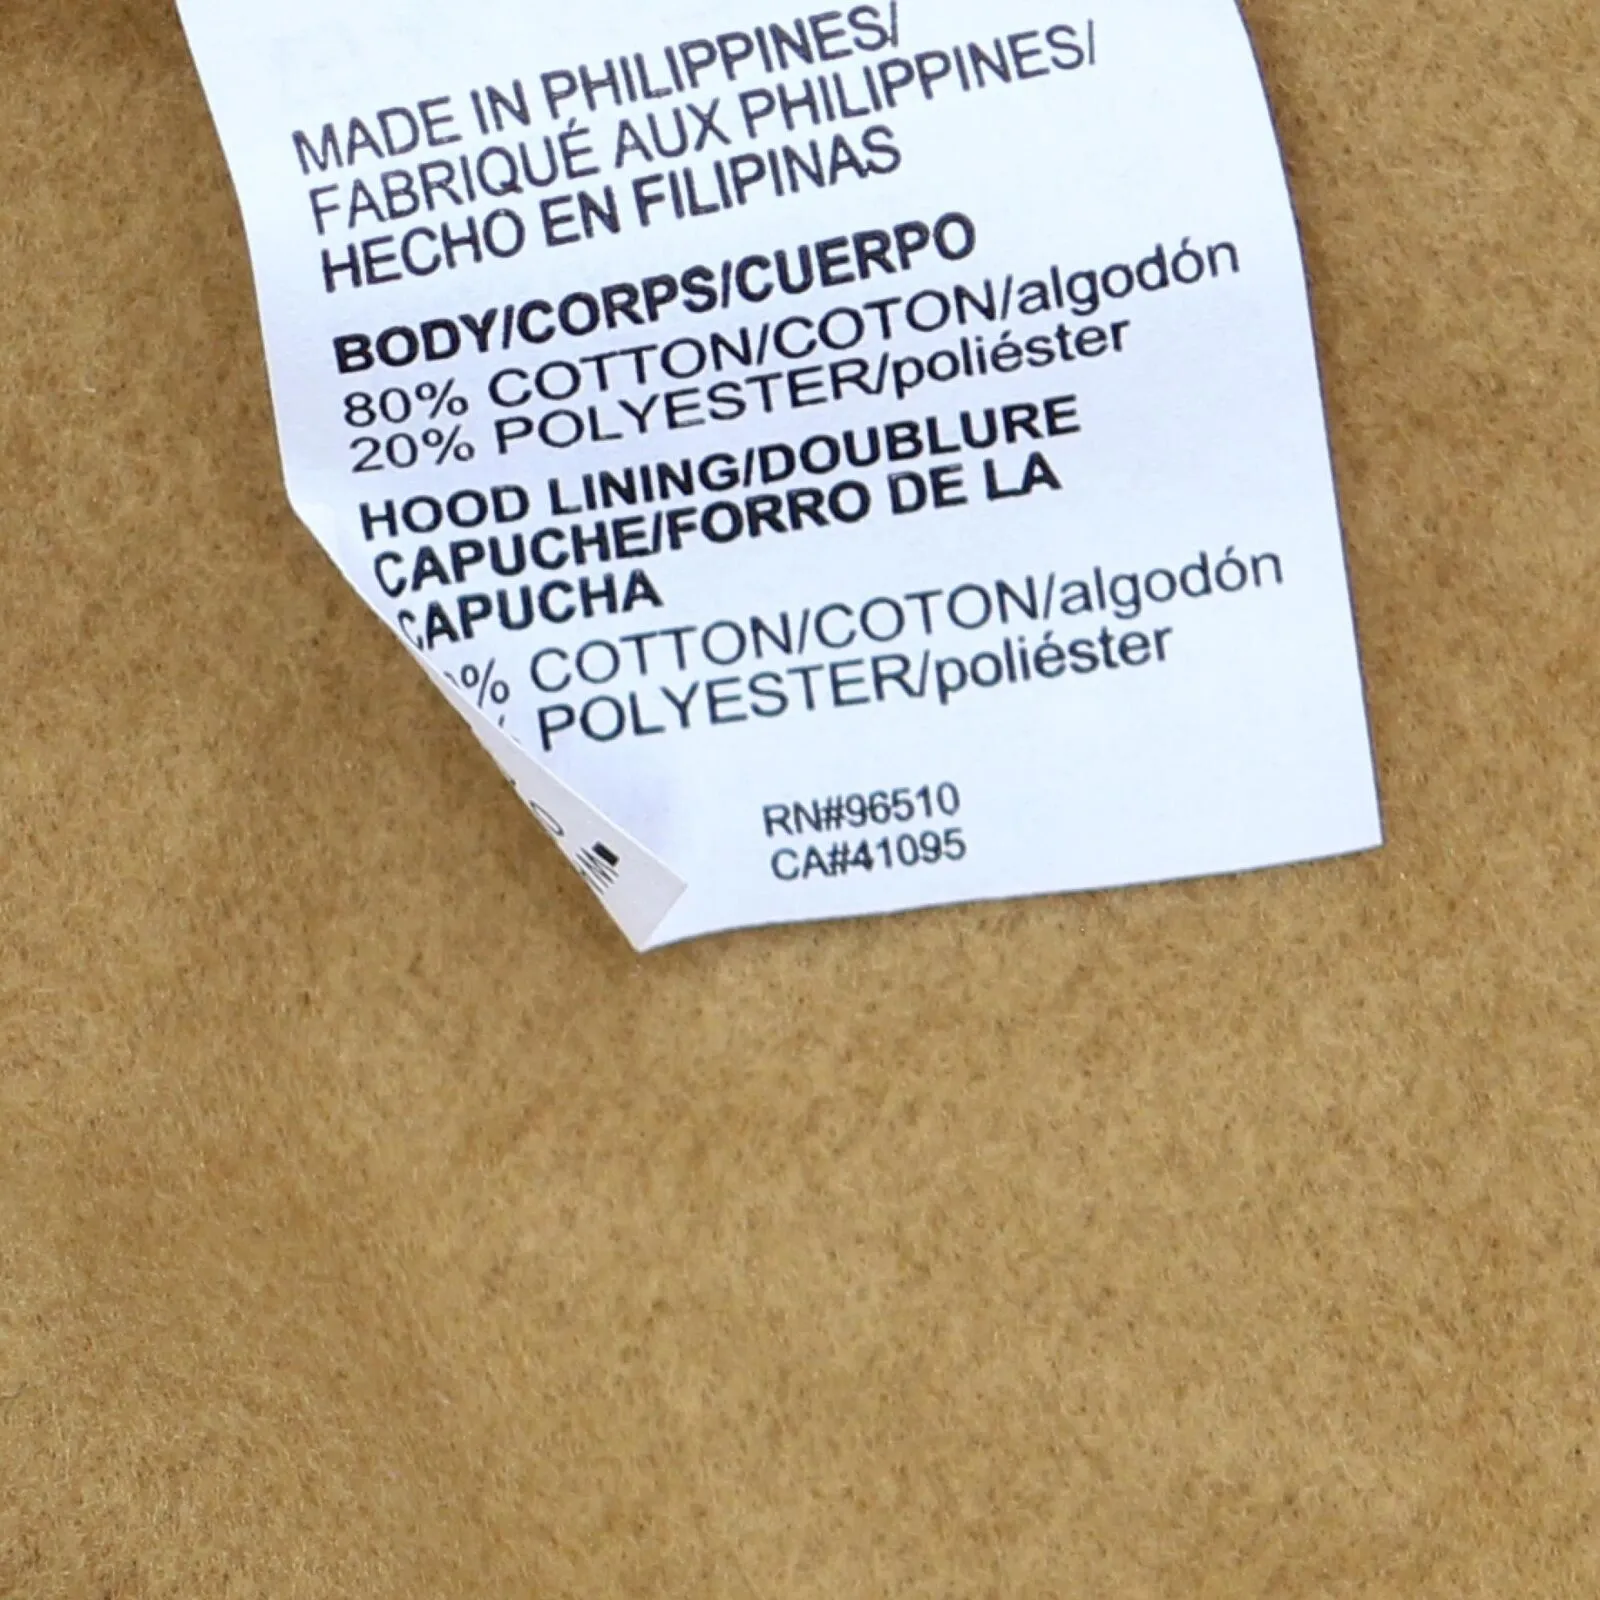 MADE IN PHILIPPINES/
FABRIQUÉ AUX PHILIPPINES/
HECHO EN FILIPINAS
BODY/CORPS/CUERPO
80% COTTON/COTON/algodón
20% POLYESTER/poliéster
HOOD LINING/DOUBLURE
CAPUCHE/FORRO DE LA
CAPUCHA
COTTON/COTON/algodón
POLYESTER/poliéster
RN#96510
CA#41095